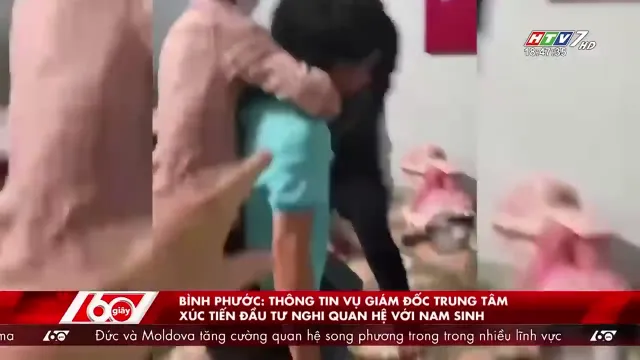 HTV7 HD
18:47:35
BÌNH PHƯỚC: THÔNG TIN VỤ GIÁM ĐỐC TRUNG TÂM
XÚC TIẾN ĐẦU TƯ NGHI QUAN HỆ VỚI NAM SINH
60 giây
ma Đức và Moldova tăng cường quan hệ song phương trong trong nhiều lĩnh vực 60s